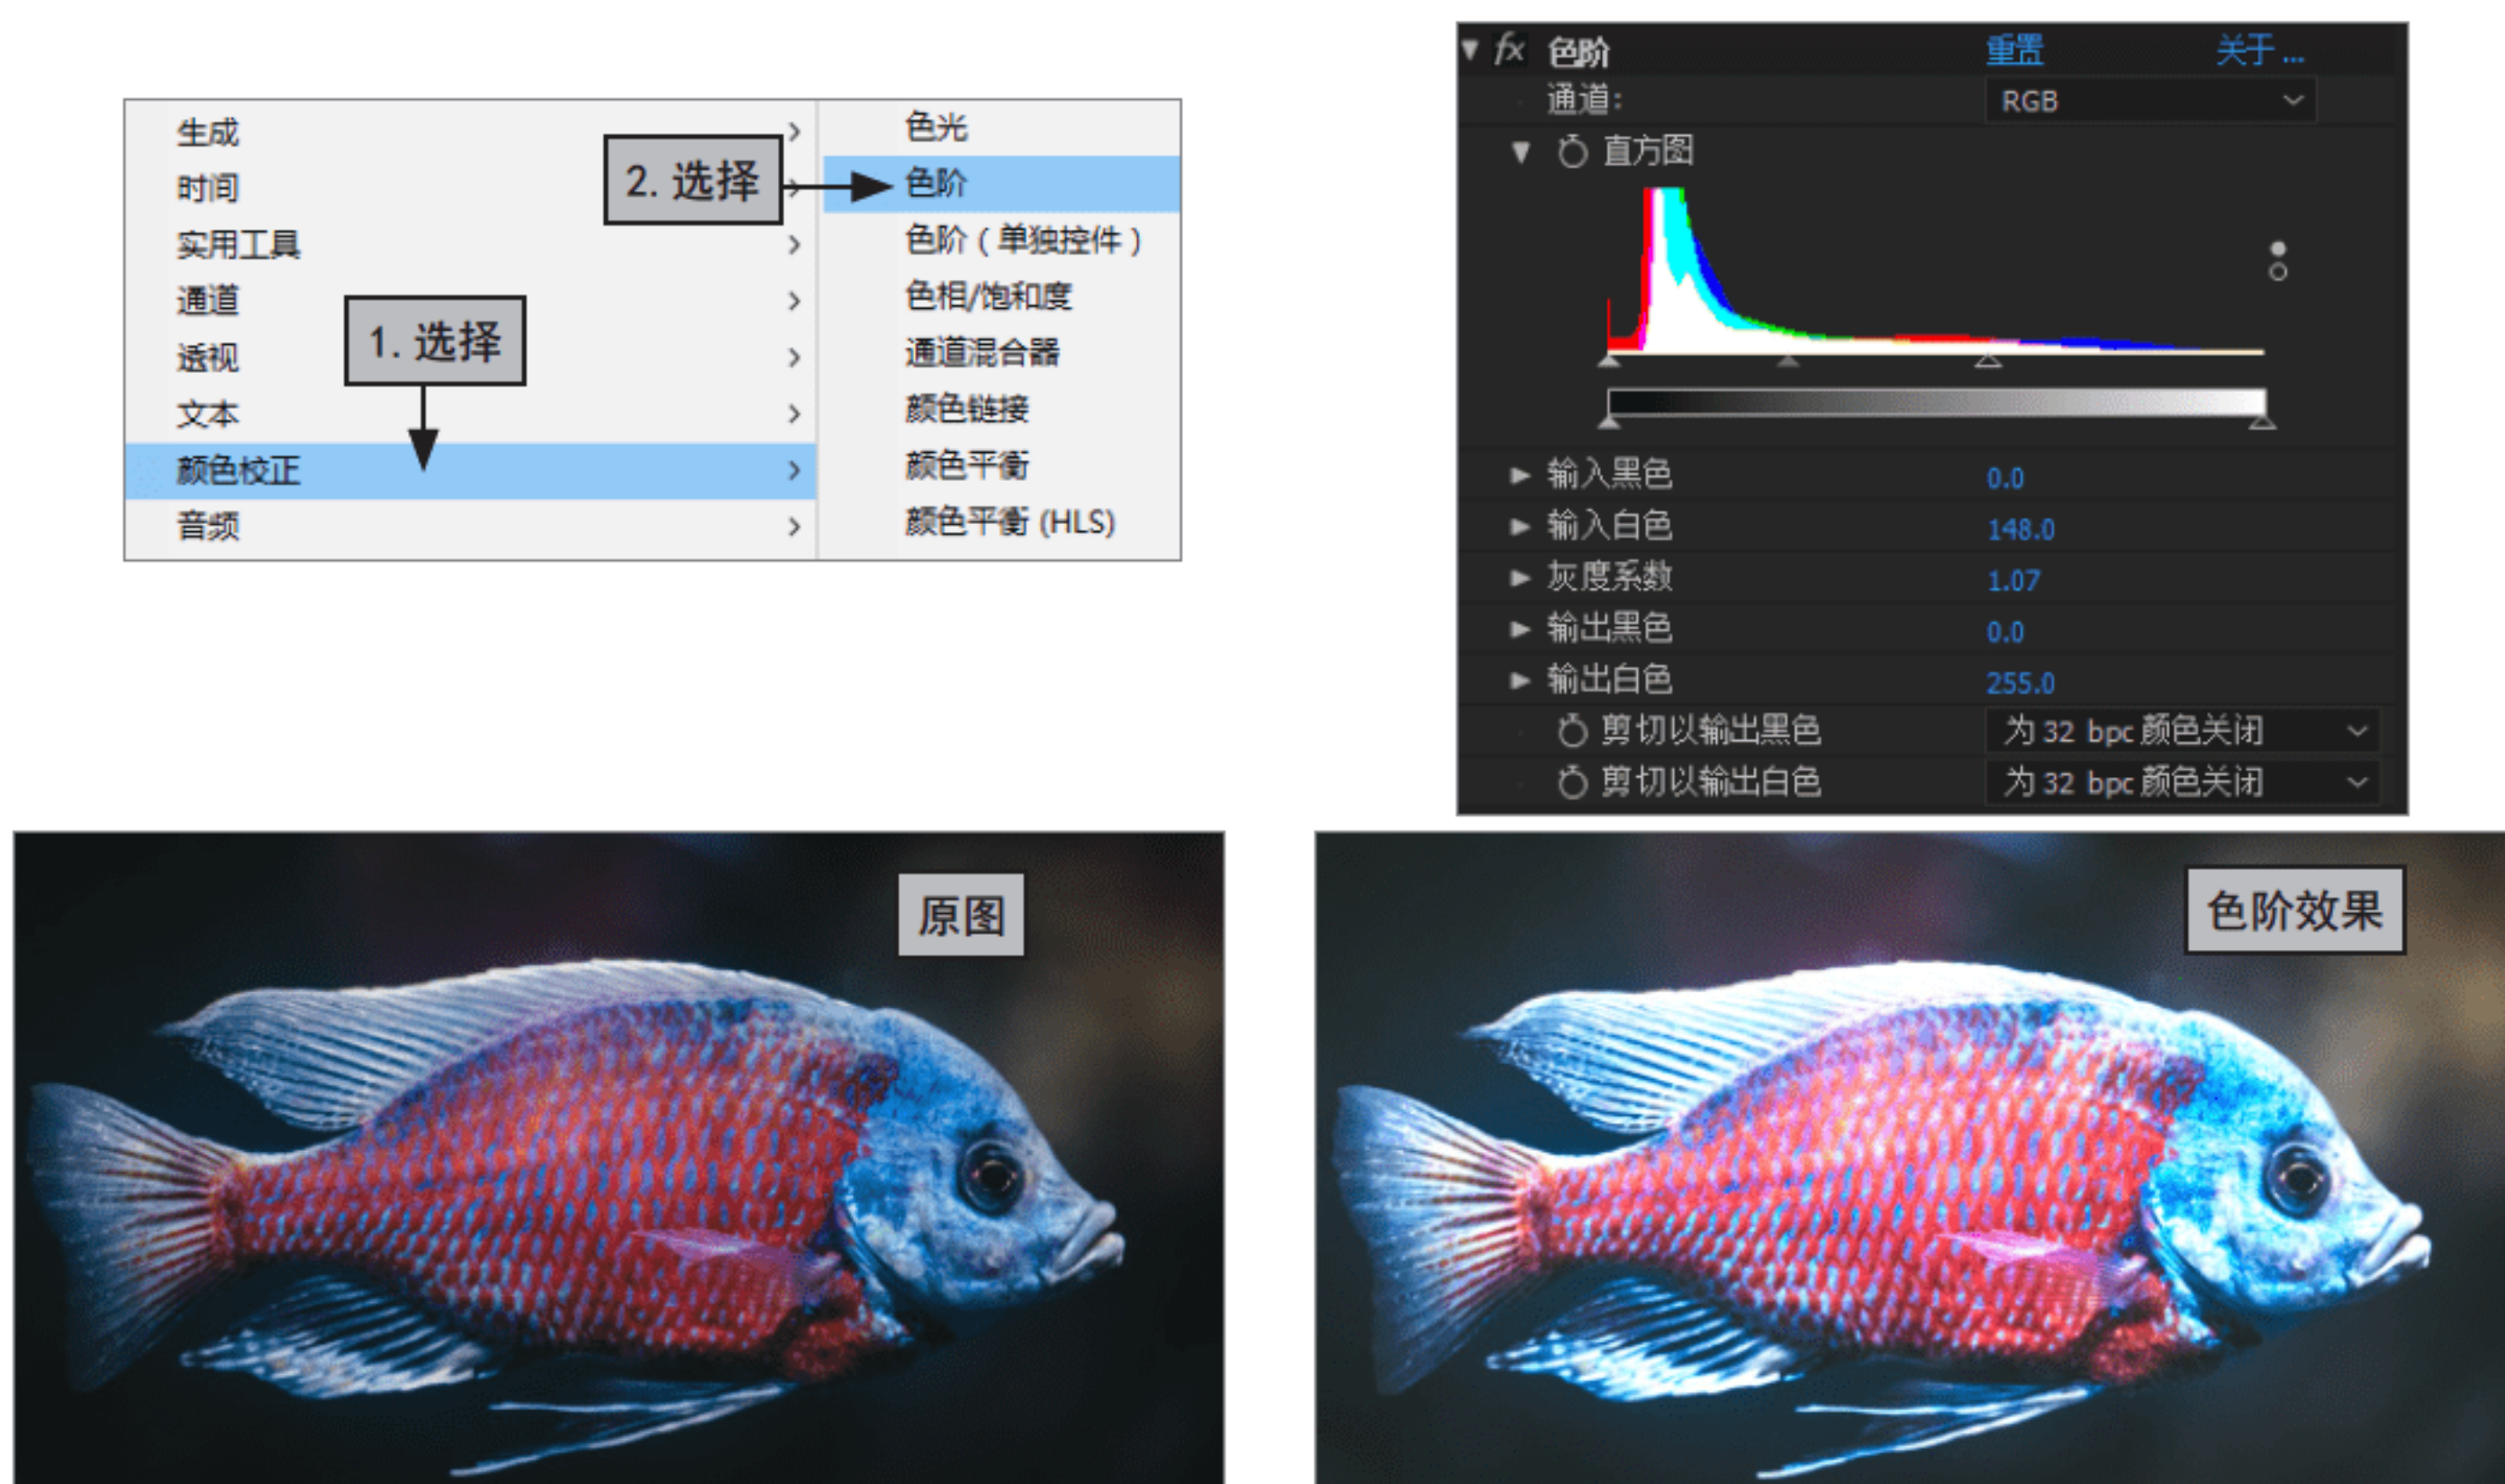 生成
时间
实用工具
通道
透视
文本
颜色校正
音频
1. 选择
2. 选择
色光
色阶
色阶（单独控件）
色相/饱和度
通道混合器
颜色链接
颜色平衡
颜色平衡 (HLS)
fx 色阶 重置 关于 ...
通道: RGB
直方图
输入黑色 0.0
输入白色 148.0
灰度系数 1.07
输出黑色 0.0
输出白色 255.0
剪切以输出黑色 为 32 bpc 颜色关闭
剪切以输出白色 为 32 bpc 颜色关闭
原图
色阶效果